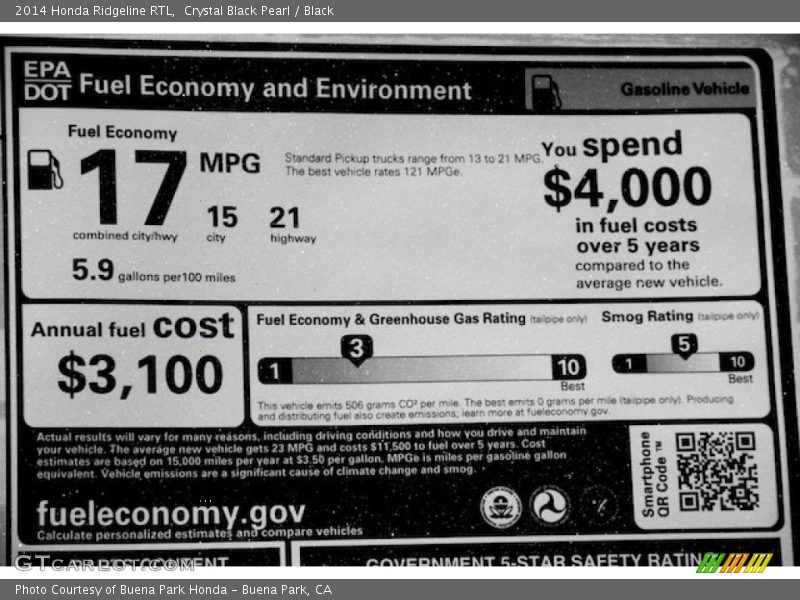 2014 Honda Ridgeline RTL, Crystal Black Pearl / Black
EPA
DOT
Fuel Economy and Environment
Gasoline Vehicle
Fuel Economy
17 MPG
combined city/hwy
15
city
21
highway
5.9 gallons per 100 miles
Standard Pickup trucks range from 13 to 21 MPG.
The best vehicle rates 121 MPGe.
You spend
$4,000
in fuel costs
over 5 years
compared to the
average new vehicle.
Annual fuel cost
$3,100
Fuel Economy & Greenhouse Gas Rating (tailpipe only)
1 3 10
Best
Smog Rating (tailpipe only)
1 5 10
Best
This vehicle emits 506 grams CO² per mile. The best emits 0 grams per mile (tailpipe only). Producing
and distributing fuel also create emissions; learn more at fueleconomy.gov.
Actual results will vary for many reasons, including driving conditions and how you drive and maintain
your vehicle. The average new vehicle gets 23 MPG and costs $11,500 to fuel over 5 years. Cost
estimates are based on 15,000 miles per year at $3.50 per gallon. MPGe is miles per gasoline gallon
equivalent. Vehicle emissions are a significant cause of climate change and smog.
fueleconomy.gov
Calculate personalized estimates and compare vehicles
Smartphone
QR Code ™
GTcarlot.com
GOVERNMENT 5-STAR SAFETY RATIN
Photo Courtesy of Buena Park Honda - Buena Park, CA